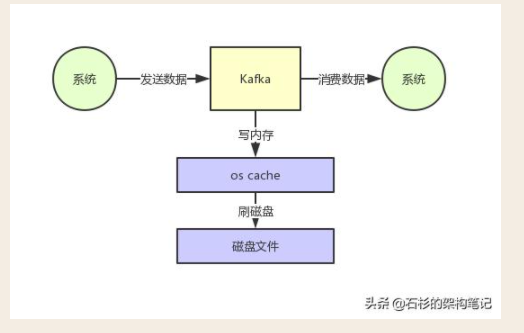 系统
发送数据
Kafka
消费数据
系统
写内存
os cache
刷磁盘
磁盘文件
头条 @石杉的架构笔记